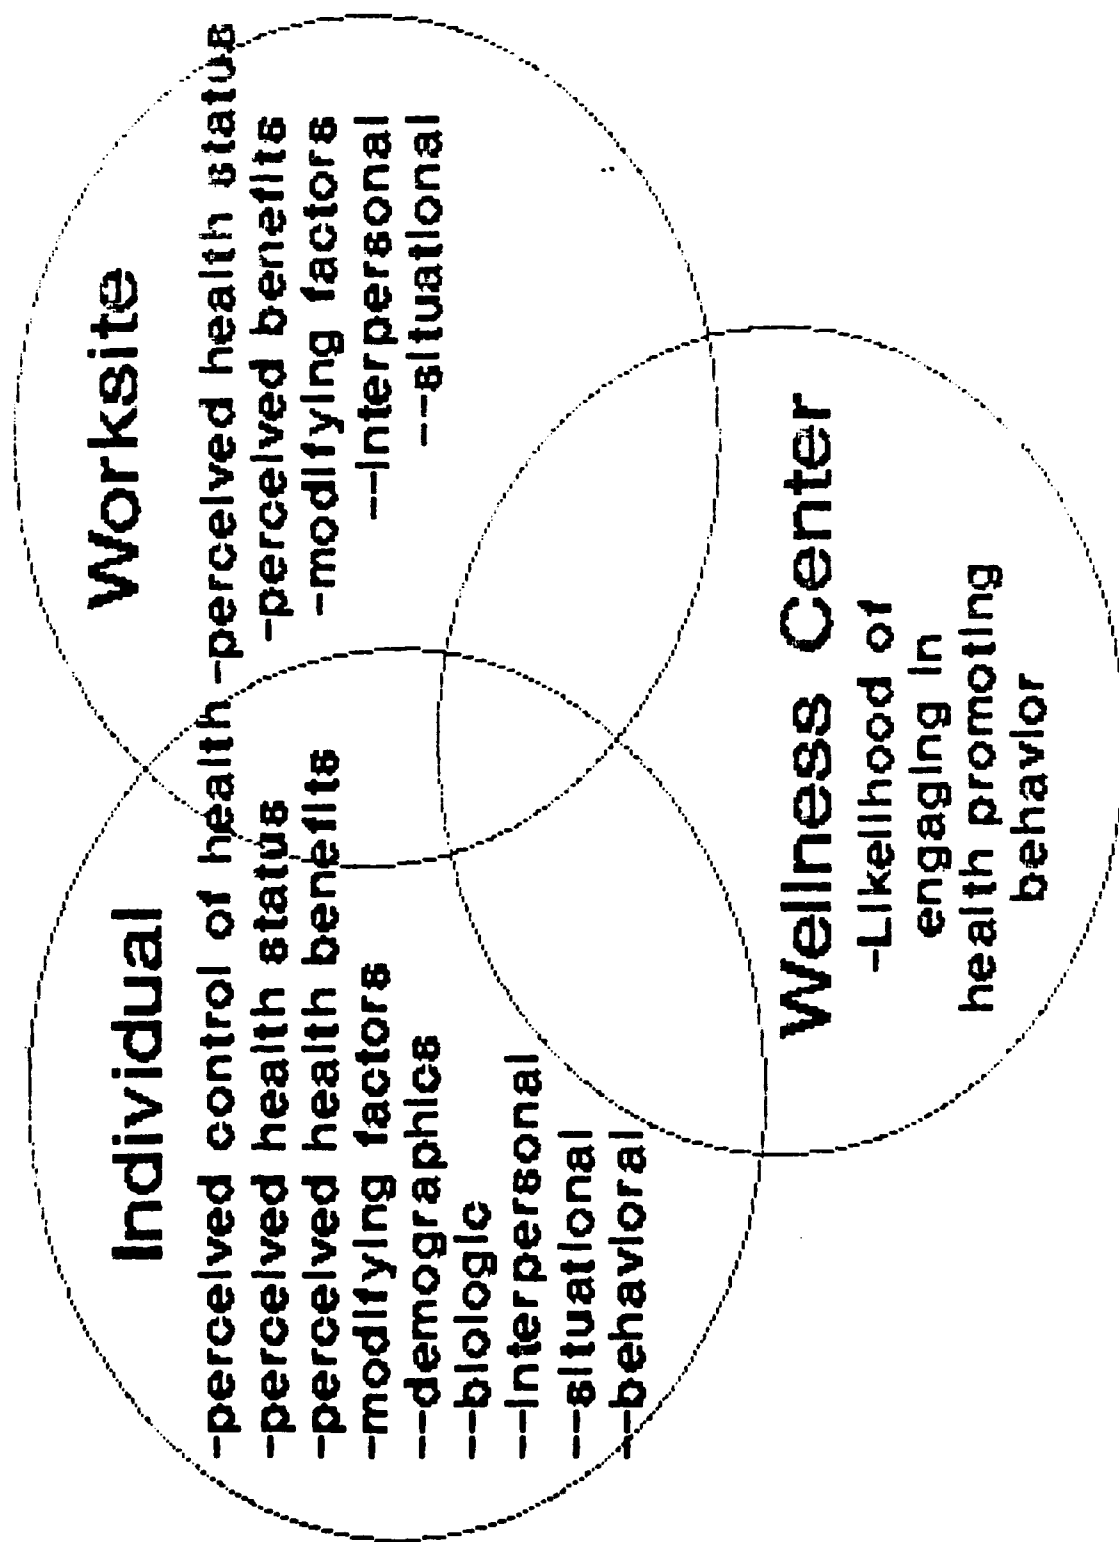 Individual
-perceived control of health
-perceived health status
-perceived health benefits
-modifying factors
--demographics
--biologic
--interpersonal
--situational
--behavioral
Worksite
-perceived health status
-perceived benefits
-modifying factors
--interpersonal
--situational
Wellness Center
-Likelihood of
engaging in
health promoting
behavior